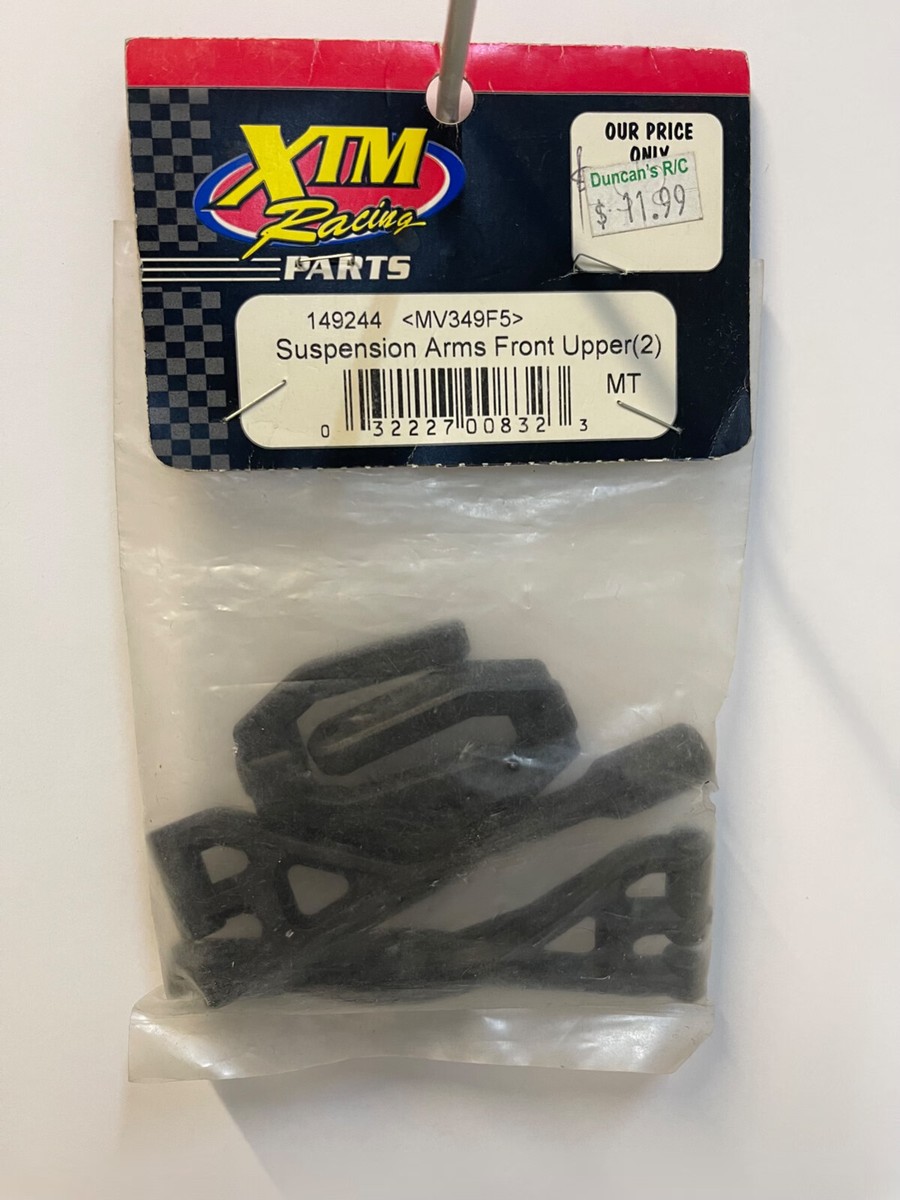 XTM
Racing
PARTS
OUR PRICE
ONLY
$
Duncan's R/C
$ 11.99
149244 <MV349F5>
Suspension Arms Front Upper(2)
MT
0 32227 00832 3